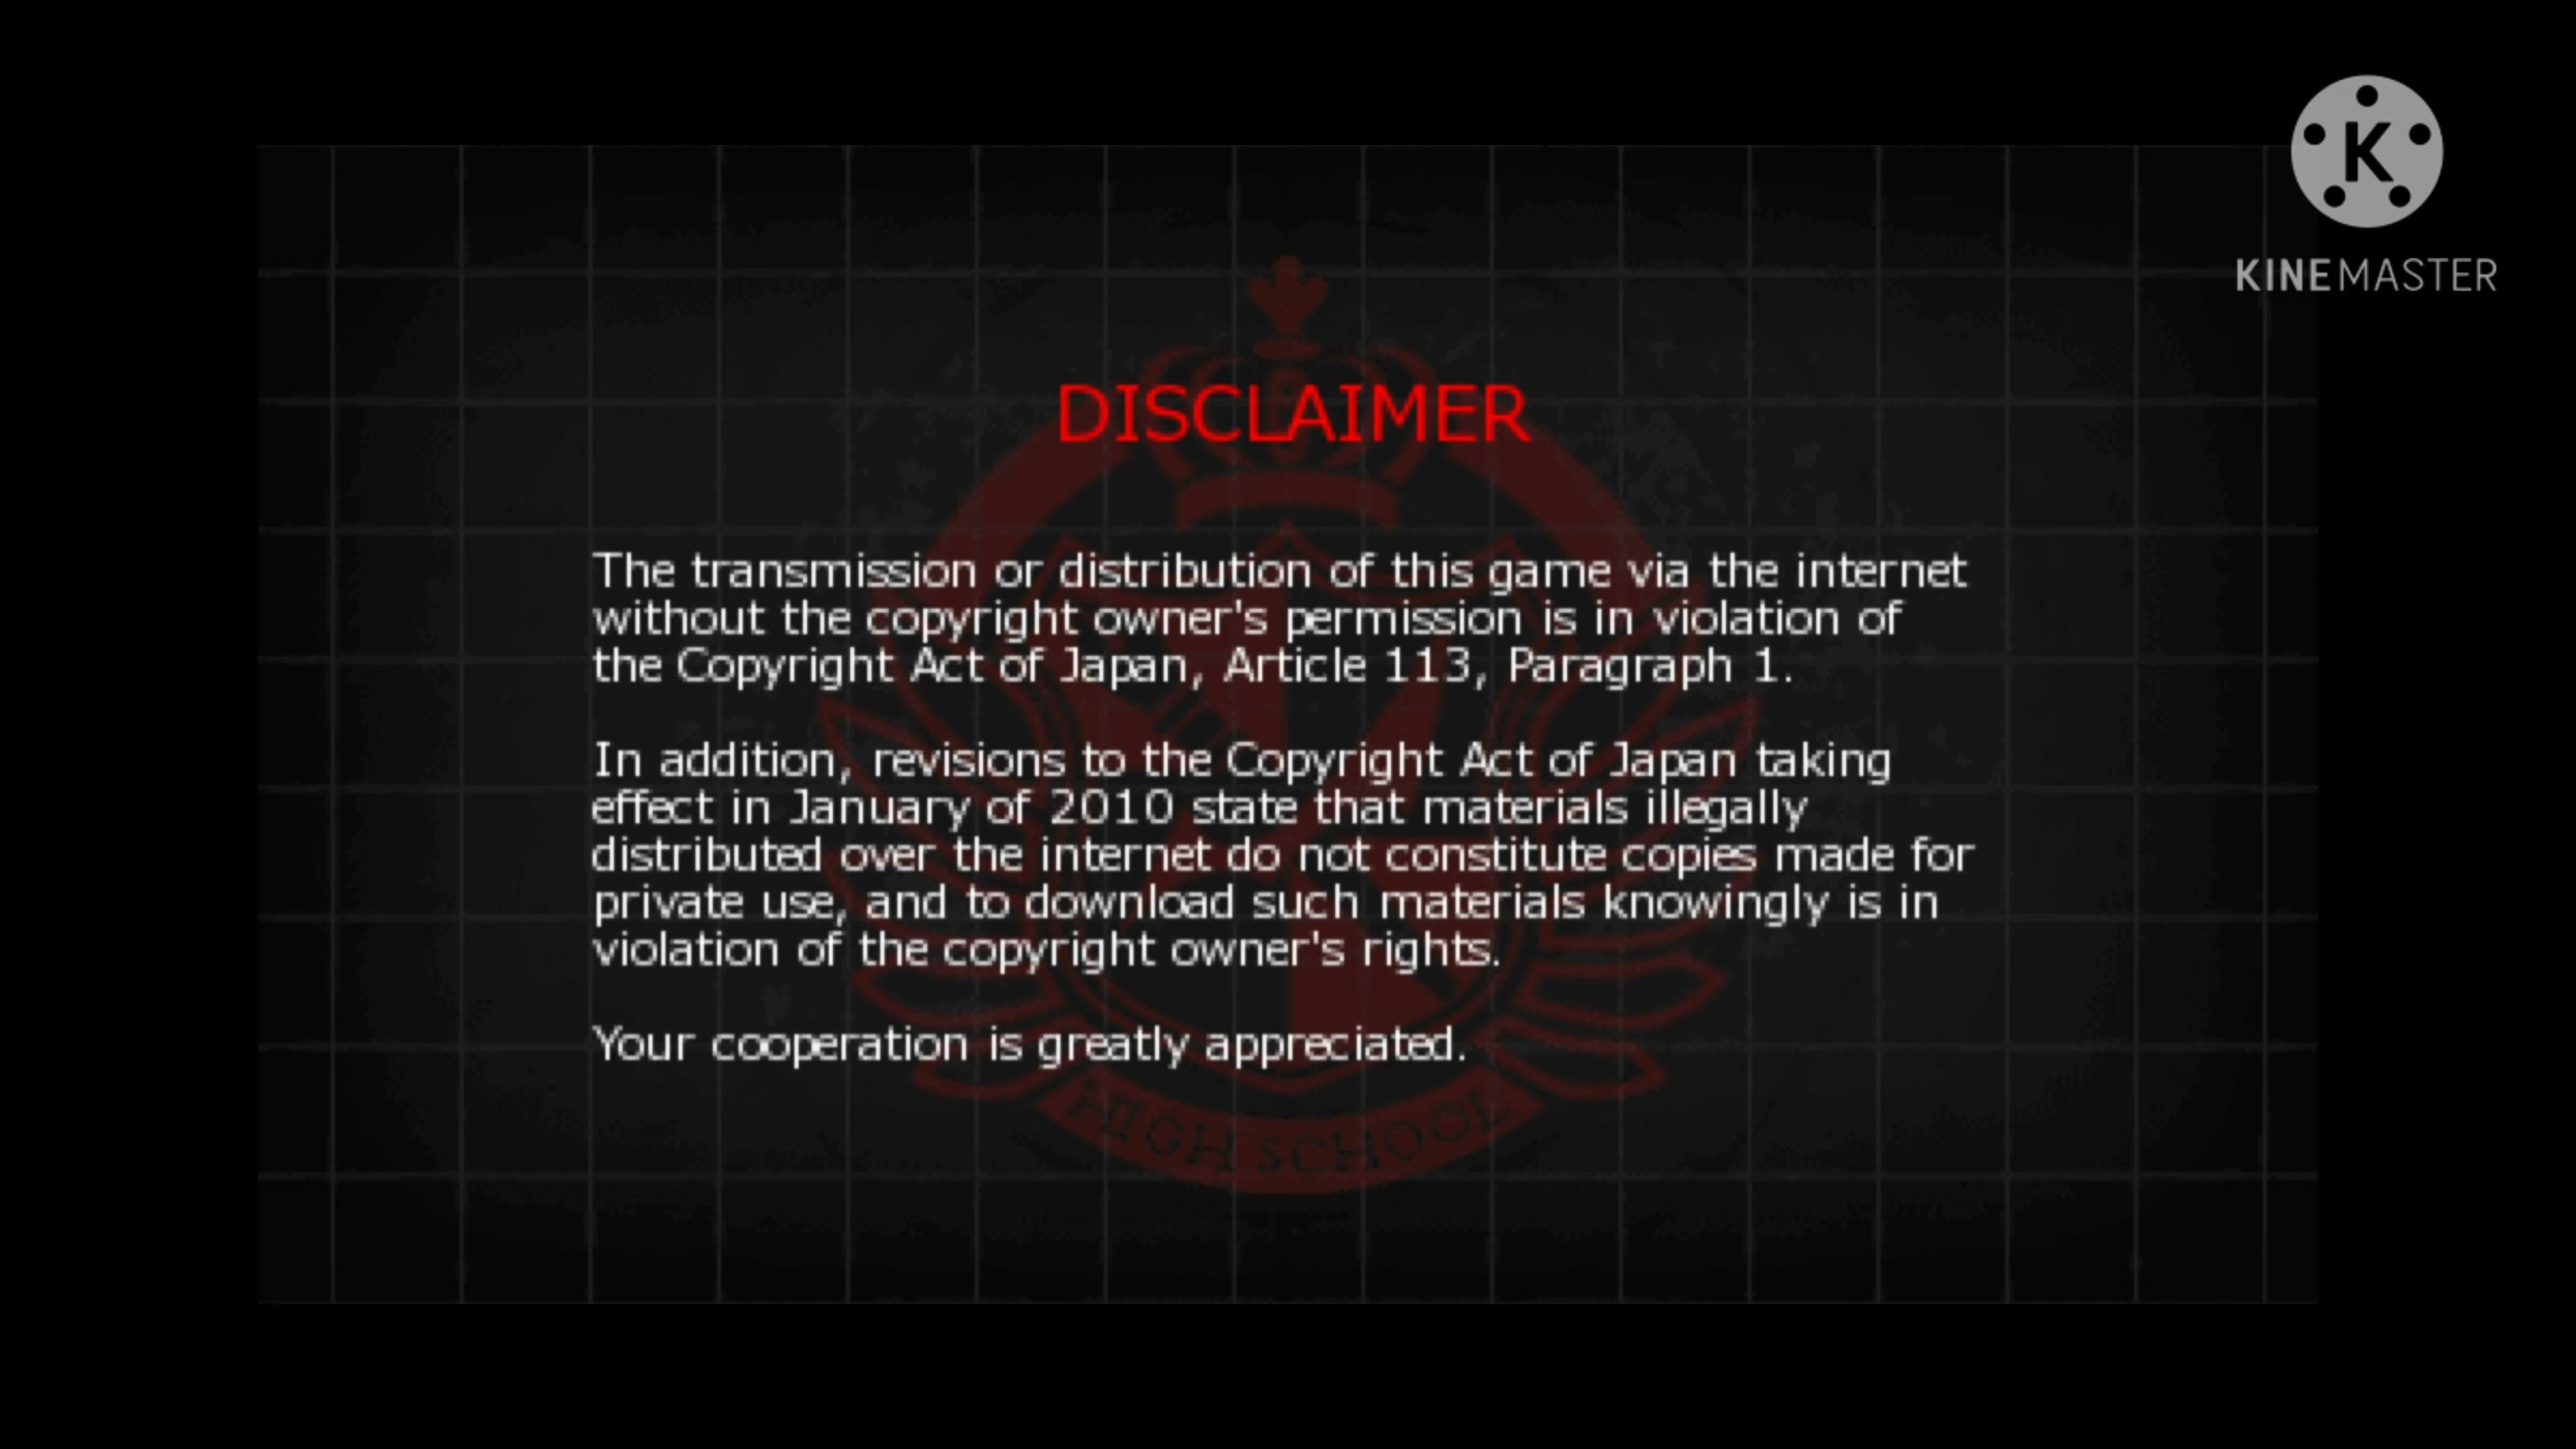 K
KINEMASTER
DISCLAIMER
The transmission or distribution of this game via the internet
without the copyright owner's permission is in violation of
the Copyright Act of Japan, Article 113, Paragraph 1.
In addition, revisions to the Copyright Act of Japan taking
effect in January of 2010 state that materials illegally
distributed over the internet do not constitute copies made for
private use, and to download such materials knowingly is in
violation of the copyright owner's rights.
Your cooperation is greatly appreciated.
HIGH SCHOOL